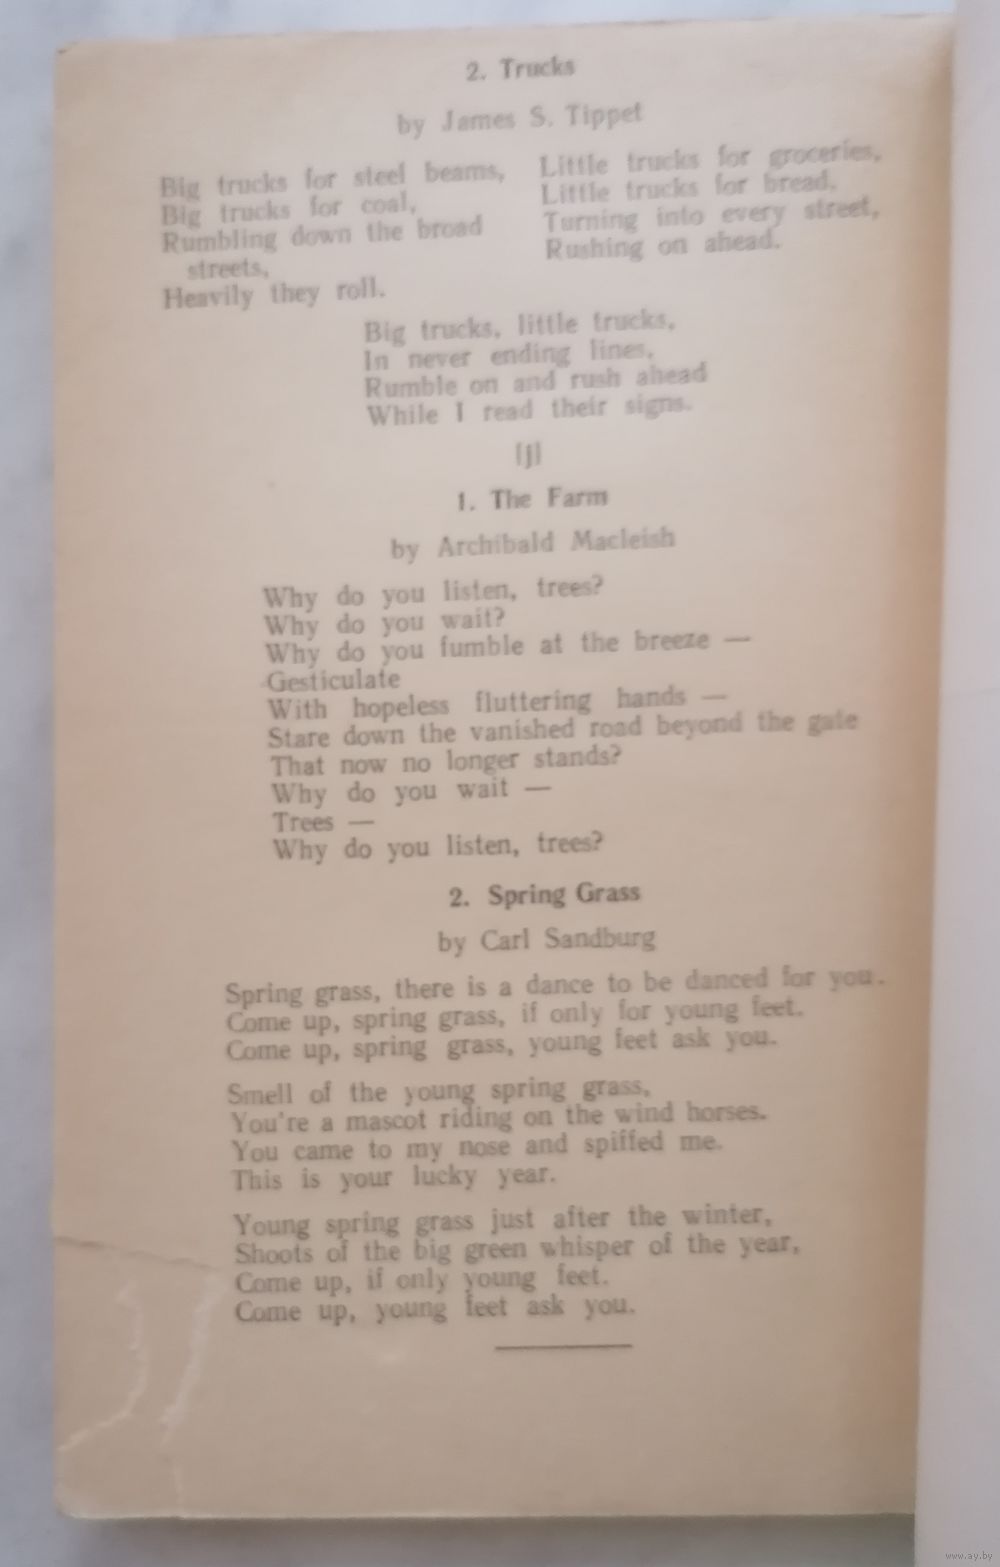 2. Trucks
by James S. Tippet
Big trucks for steel beams,
Big trucks for coal,
Rumbling down the broad
streets,
Heavily they roll.
Little trucks for groceries,
Little trucks for bread,
Turning into every street,
Rushing on ahead.
Big trucks, little trucks,
In never ending lines,
Rumble on and rush ahead
While I read their signs.
[j]
1. The Farm
by Archibald Macleish
Why do you listen, trees?
Why do you wait?
Why do you fumble at the breeze —
Gesticulate
With hopeless fluttering hands —
Stare down the vanished road beyond the gate
That now no longer stands?
Why do you wait —
Trees —
Why do you listen, trees?
2. Spring Grass
by Carl Sandburg
Spring grass, there is a dance to be danced for you.
Come up, spring grass, if only for young feet.
Come up, spring grass, young feet ask you.
Smell of the young spring grass,
You're a mascot riding on the wind horses.
You came to my nose and spiffed me.
This is your lucky year.
Young spring grass just after the winter,
Shoots of the big green whisper of the year,
Come up, if only young feet.
Come up, young feet ask you.
www.ay.by